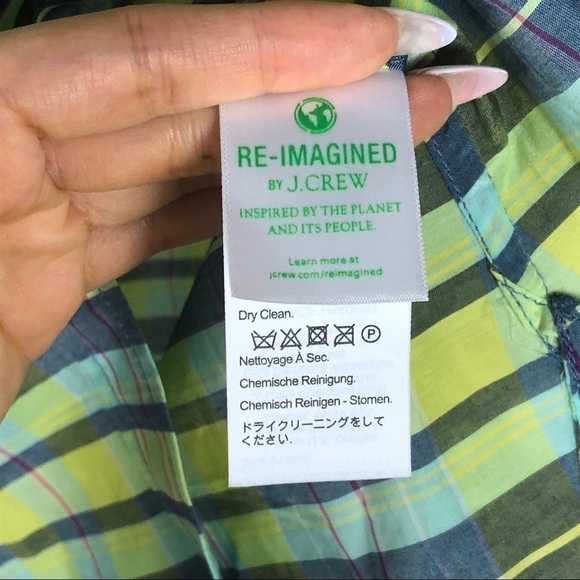 RE-IMAGINED
BY J.CREW
INSPIRED BY THE PLANET
AND ITS PEOPLE.
Learn more at
jcrew.com/reimagined
Dry Clean.
P
Nettoyage À Sec.
Chemische Reinigung.
Chemisch Reinigen - Stomen.
ドライクリーニングをして
ください.